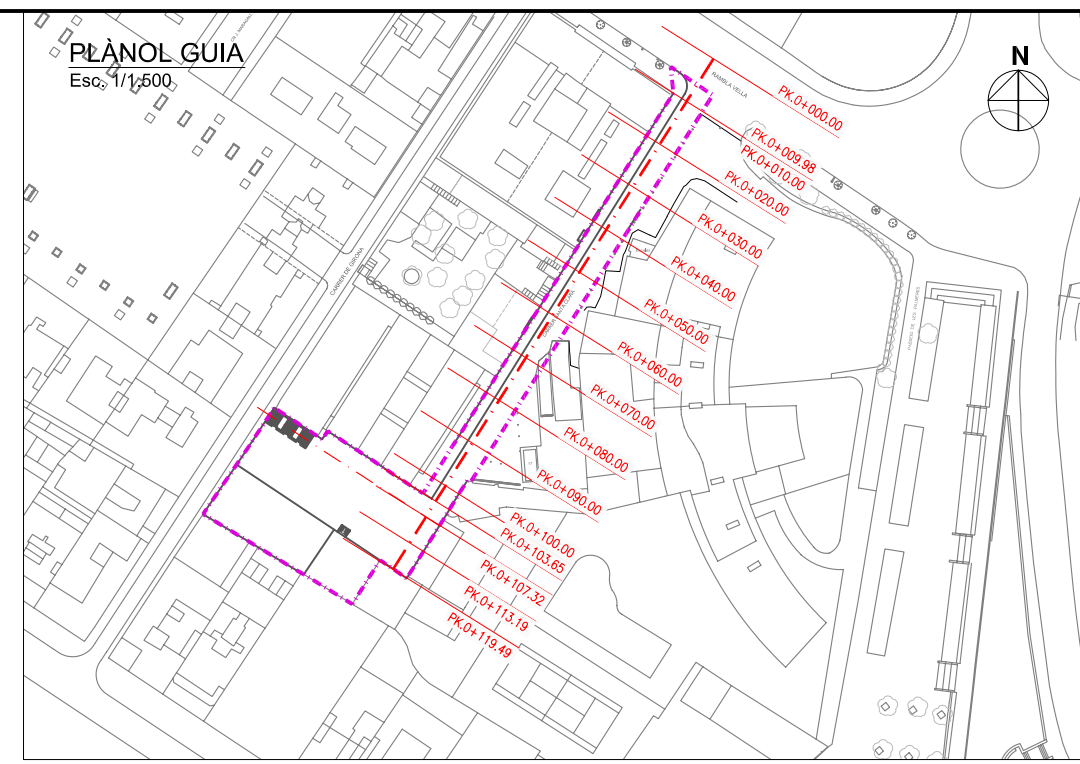 PLÀNOL GUIA
Esc. 1/1.500
N
RAMBLA VELLA
PK.0+000.00
PK.0+009.98
PK.0+010.00
PK.0+020.00
PK.0+030.00
PK.0+040.00
PK.0+050.00
PK.0+060.00
PK.0+070.00
PK.0+080.00
PK.0+090.00
PK.0+100.00
PK.0+103.65
PK.0+107.32
PK.0+113.19
PK.0+119.49
CARRER DE GIRONA